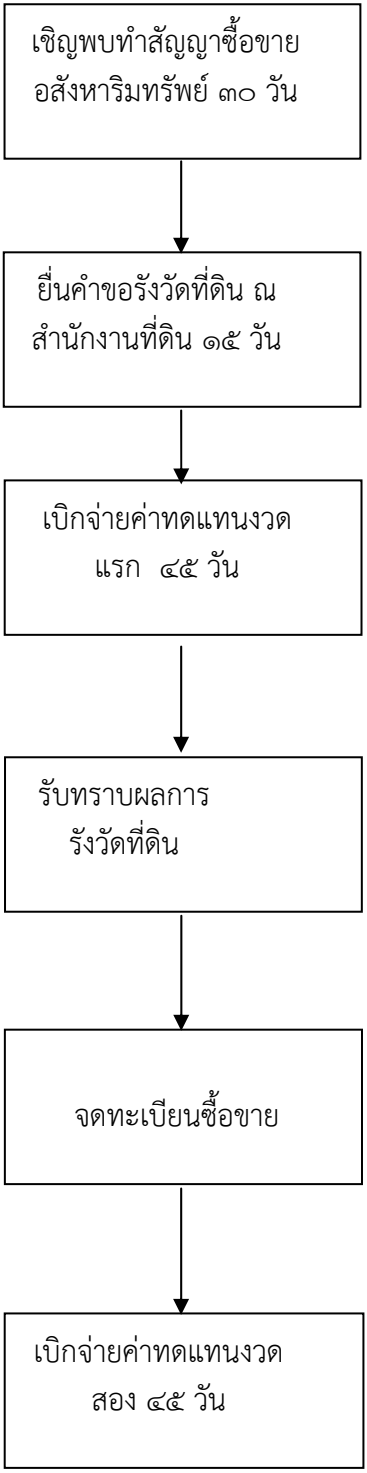 เชิญพบทำสัญญาซื้อขาย
อสังหาริมทรัพย์ ๓๐ วัน
ยื่นคำขอรังวัดที่ดิน ณ
สำนักงานที่ดิน ๑๕ วัน
เบิกจ่ายค่าทดแทนงวด
แรก ๔๕ วัน
รับทราบผลการ
รังวัดที่ดิน
จดทะเบียนซื้อขาย
เบิกจ่ายค่าทดแทนงวด
สอง ๔๕ วัน